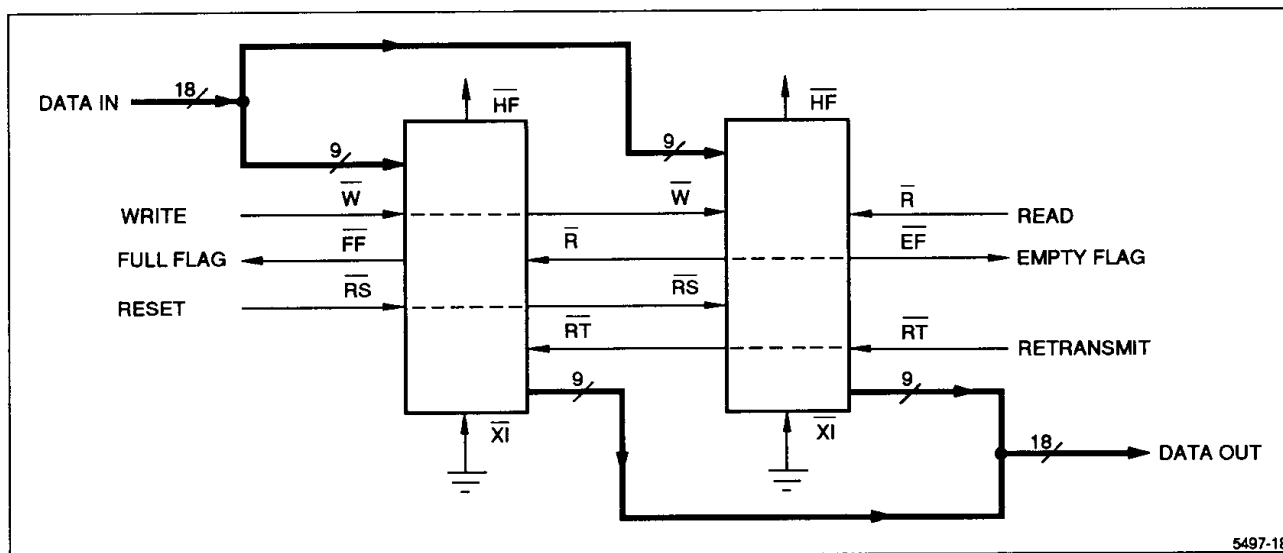 DATA IN
18
HF
HF
9
9
W
W
R
WRITE
READ
FF
R
EF
FULL FLAG
EMPTY FLAG
RS
RS
RESET
RT
RT
RETRANSMIT
9
9
XI
XI
18
DATA OUT
5497-18